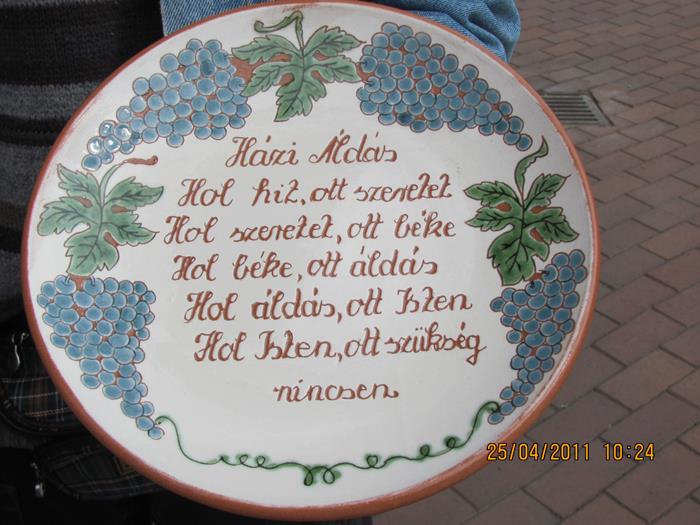 Házi Áldás
Hol hit, ott szeretet
Hol szeretet, ott béke
Hol béke, ott áldás
Hol áldás, ott Isten
Hol Isten, ott szükség
nincsen
25/04/2011 10:24